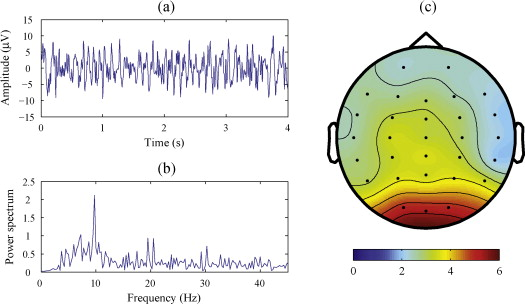 (a)
Amplitude (μV)
15
10
5
0
−5
−10
−15
0 1 2 3 4
Time (s)
(b)
Power spectrum
2.5
2
1.5
1
0.5
0
0 10 20 30 40
Frequency (Hz)
(c)
0 2 4 6